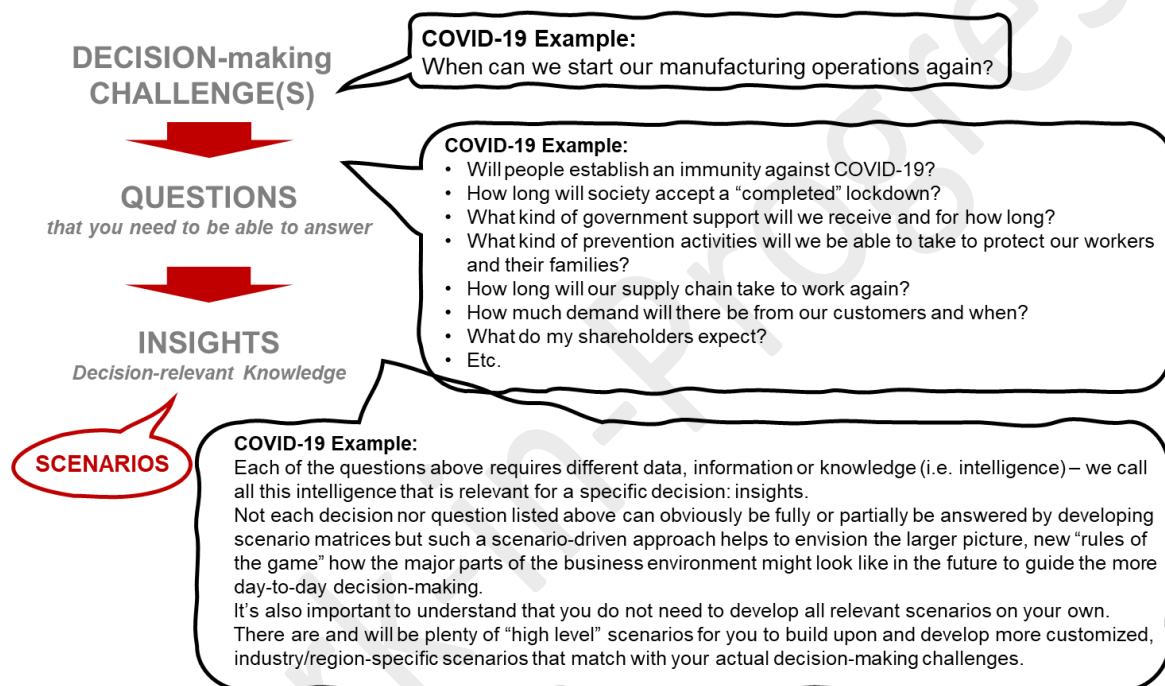 DECISION-making
CHALLENGE(S)
COVID-19 Example:
When can we start our manufacturing operations again?
QUESTIONS
that you need to be able to answer
COVID-19 Example:
• Will people establish an immunity against COVID-19?
• How long will society accept a “completed” lockdown?
• What kind of government support will we receive and for how long?
• What kind of prevention activities will we be able to take to protect our workers
and their families?
• How long will our supply chain take to work again?
• How much demand will there be from our customers and when?
• What do my shareholders expect?
• Etc.
INSIGHTS
Decision-relevant Knowledge
SCENARIOS
COVID-19 Example:
Each of the questions above requires different data, information or knowledge (i.e. intelligence) – we call
all this intelligence that is relevant for a specific decision: insights.
Not each decision nor question listed above can obviously be fully or partially be answered by developing
scenario matrices but such a scenario-driven approach helps to envision the larger picture, new “rules of
the game” how the major parts of the business environment might look like in the future to guide the more
day-to-day decision-making.
It’s also important to understand that you do not need to develop all relevant scenarios on your own.
There are and will be plenty of “high level” scenarios for you to build upon and develop more customized,
industry/region-specific scenarios that match with your actual decision-making challenges.
rk-in-Progres